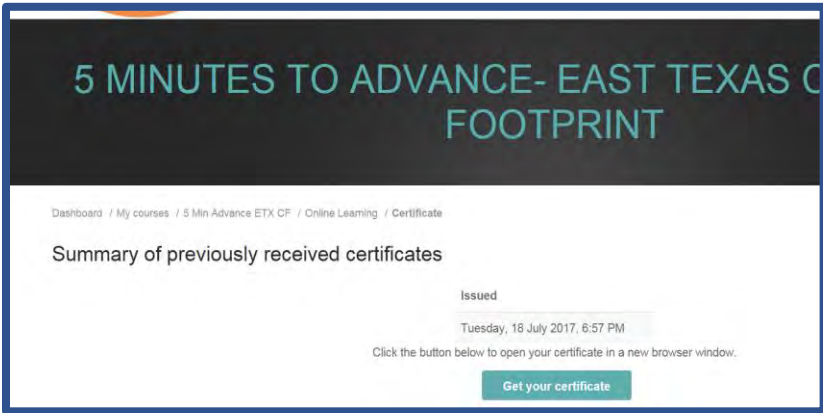 5 MINUTES TO ADVANCE- EAST TEXAS C
FOOTPRINT
Dashboard / My courses / 5 Min Advance ETX CF / Online Learning / Certificate
Summary of previously received certificates
Issued
Tuesday, 18 July 2017, 6:57 PM
Click the button below to open your certificate in a new browser window.
Get your certificate